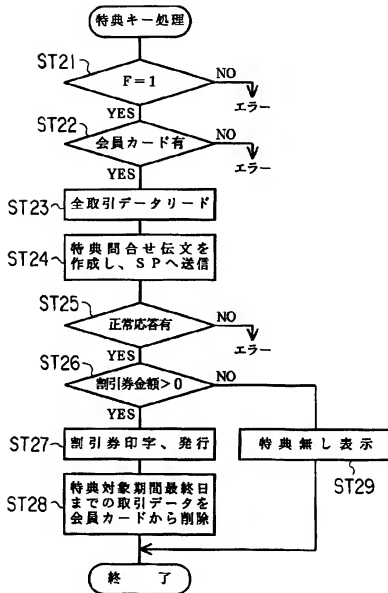 特典キー処理
ST21
F=1
NO
エラー
YES
ST22
会員カード有
NO
エラー
YES
ST23
全取引データリード
ST24
特典問合せ伝文を
作成し、SPへ送信
ST25
正常応答有
NO
エラー
YES
ST26
割引券金額>0
NO
YES
ST27
割引券印字、発行
特典無し表示
ST29
ST28
特典対象期間最終日
までの取引データを
会員カードから削除
終了